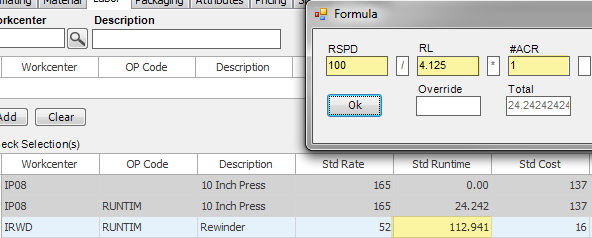 Material Labor Packaging Attributes Pricing
Workcenter Description
Workcenter OP Code Description
Add Clear
Check Selection(s)
Workcenter OP Code Description Std Rate Std Runtime Std Cost
IP08 10 Inch Press 165 0.00 137
IP08 RUNTIM 10 Inch Press 165 24.242 137
IRWD RUNTIM Rewinder 52 112.941 16
Formula
RSPD RL #ACR
100 / 4.125 * 1
Override Total
Ok 24.24242424